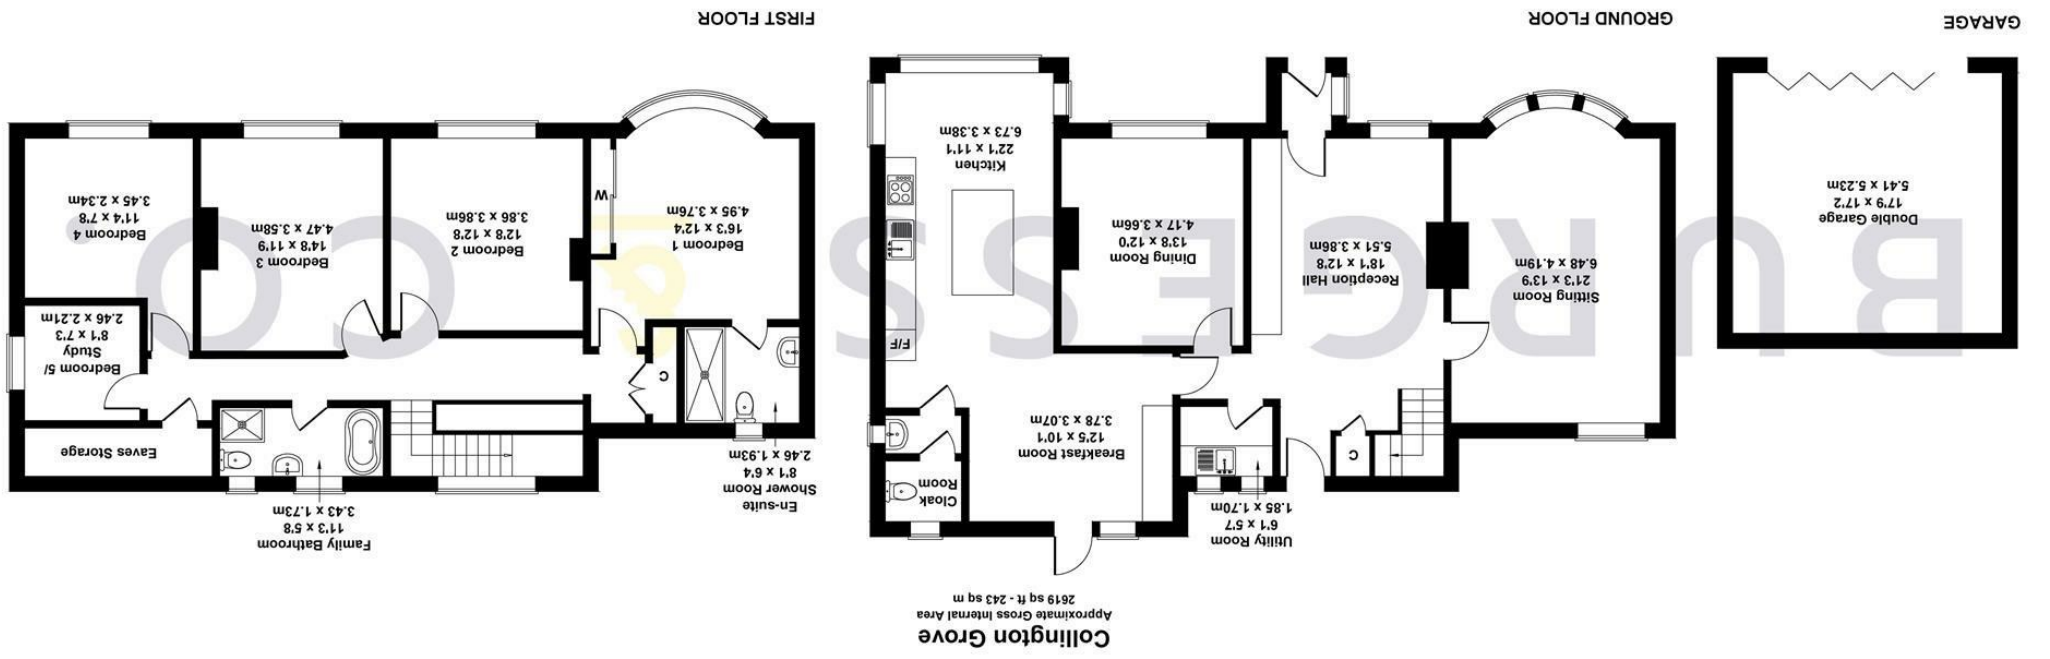 Collington Grove
Approximate Gross Internal Area
2619 sq ft - 243 sq m
Utility Room
6'1 x 5'7
1.85 x 1.70m
Cloak
Room
Breakfast Room
12'5 x 10'1
3.78 x 3.07m
C
Sitting Room
21'3 x 13'9
6.48 x 4.19m
Reception Hall
18'1 x 12'8
5.51 x 3.86m
Dining Room
13'8 x 12'0
4.17 x 3.66m
F/F
Kitchen
22'1 x 11'1
6.73 x 3.38m
Double Garage
17'9 x 17'2
5.41 x 5.23m
GARAGE
GROUND FLOOR
Family Bathroom
11'3 x 5'8
3.43 x 1.73m
En-suite
Shower Room
8'1 x 6'4
2.46 x 1.93m
Eaves Storage
C
Bedroom 5/
Study
8'1 x 7'3
2.46 x 2.21m
Bedroom 1
16'3 x 12'4
4.95 x 3.76m
W
Bedroom 2
12'8 x 12'8
3.86 x 3.86m
Bedroom 3
14'8 x 11'9
4.47 x 3.58m
Bedroom 4
11'4 x 7'8
3.45 x 2.34m
FIRST FLOOR
BURGESS & CO.